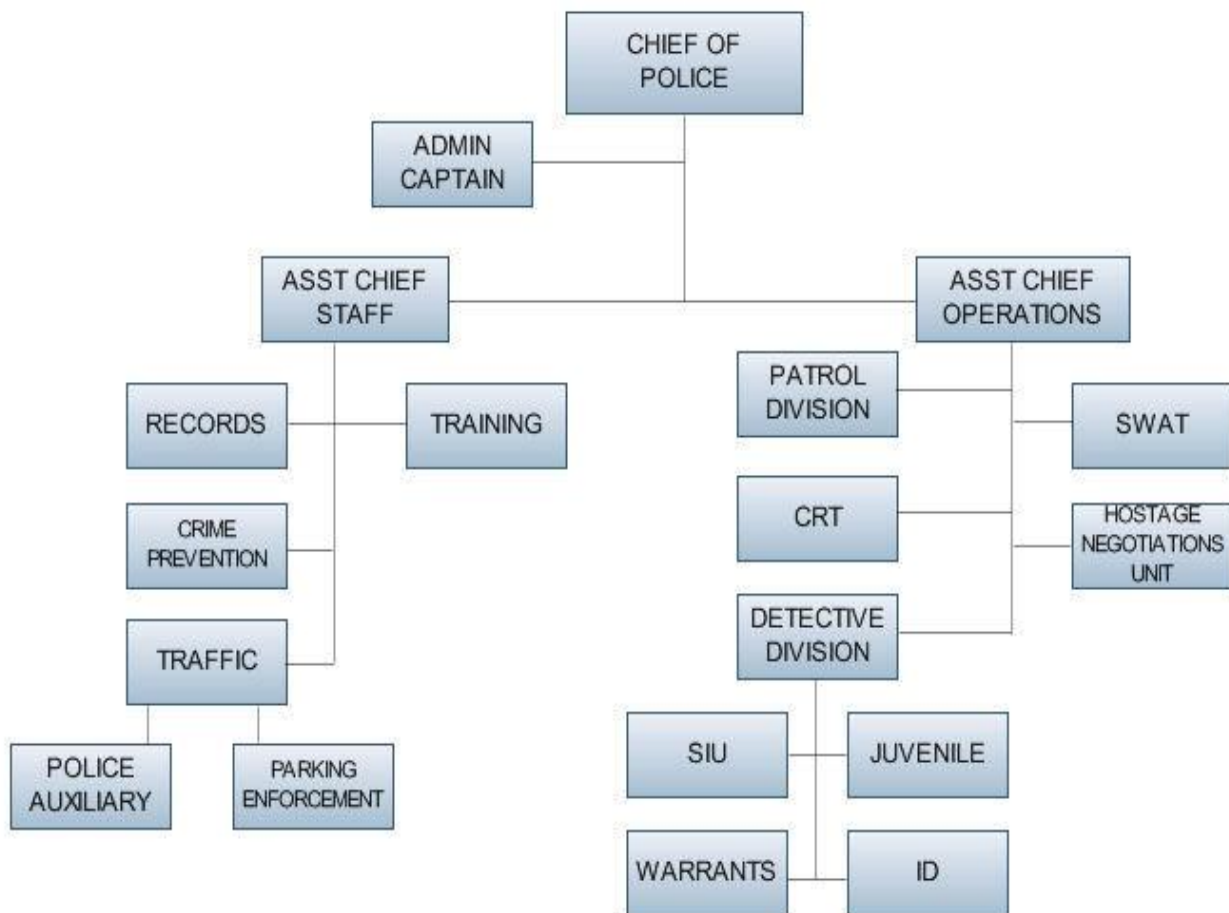 CHIEF OF
POLICE
ADMIN
CAPTAIN
ASST CHIEF
STAFF
ASST CHIEF
OPERATIONS
RECORDS
TRAINING
CRIME
PREVENTION
TRAFFIC
POLICE
AUXILIARY
PARKING
ENFORCEMENT
PATROL
DIVISION
SWAT
CRT
HOSTAGE
NEGOTIATIONS
UNIT
DETECTIVE
DIVISION
SIU
JUVENILE
WARRANTS
ID